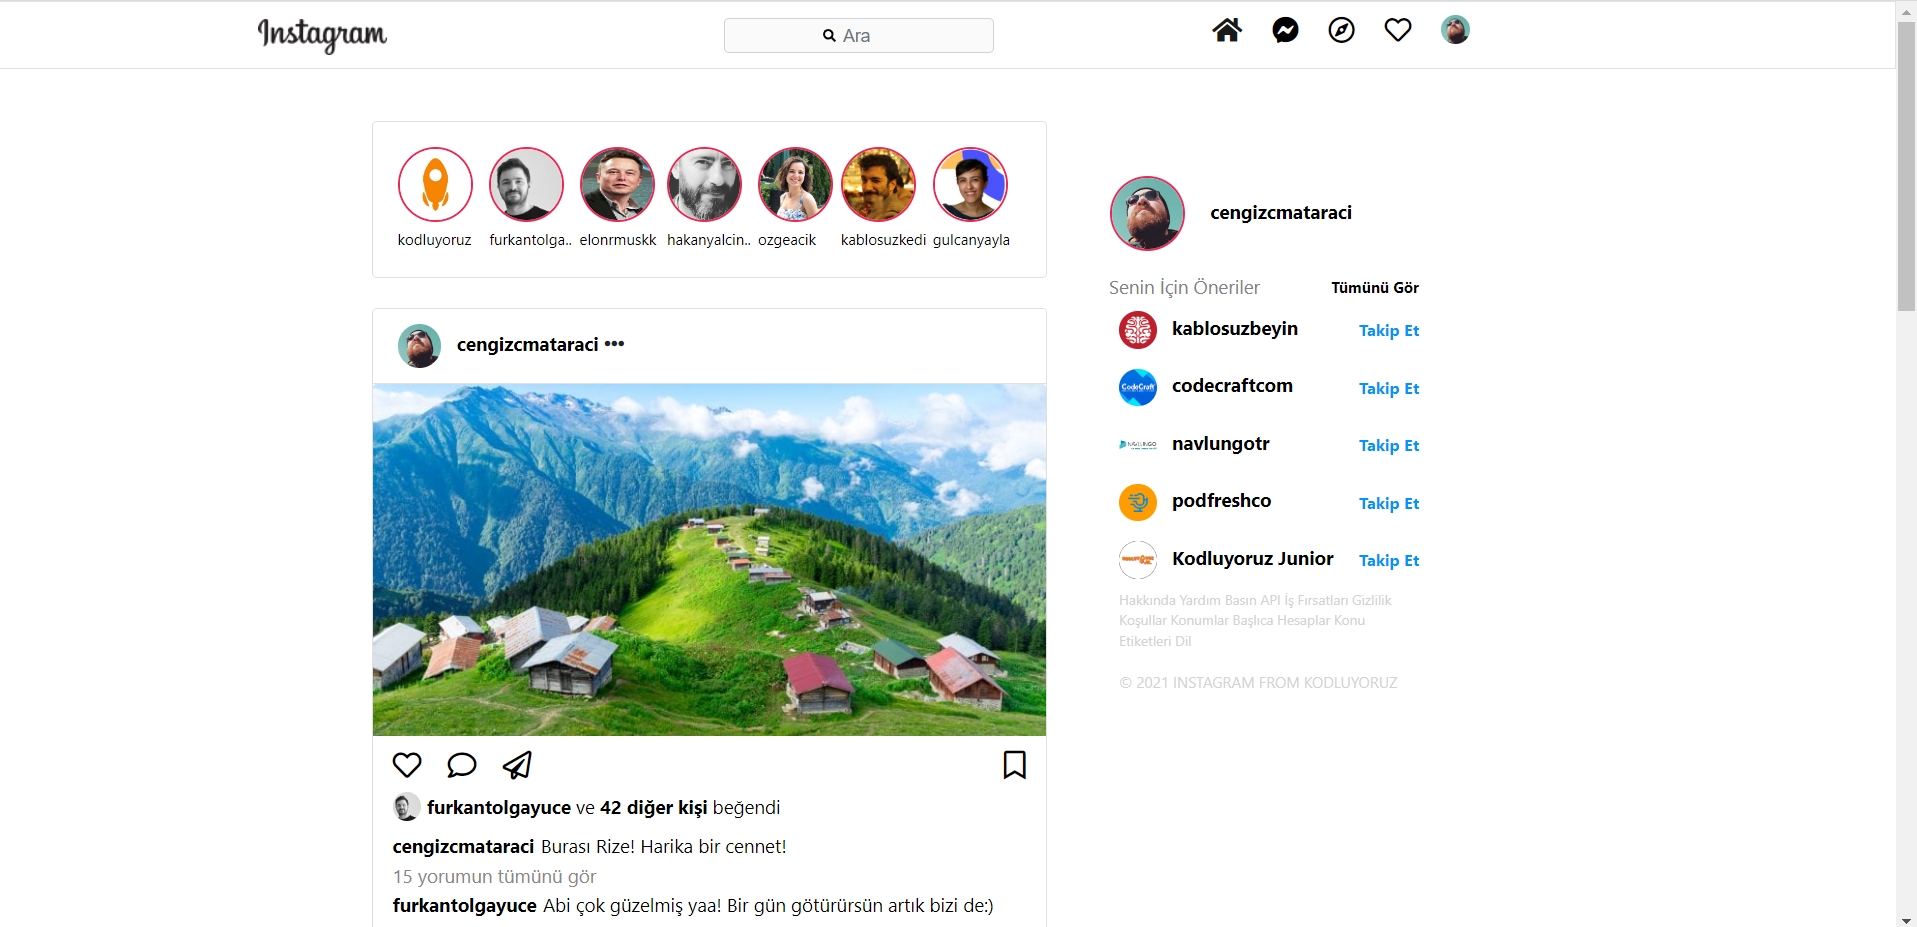 Instagram
Ara
kodluyoruz furkantolga.. elonrmuskk hakanyalcin.. ozgeacik kablosuzkedi gulcanyayla
cengizcmataraci
Senin İçin Öneriler Tümünü Gör
kablosuzbeyin Takip Et
CodeCraft
codecraftcom Takip Et
NAVLUNGO
navlungotr Takip Et
podfreshco Takip Et
Kodluyoruz Junior Takip Et
Hakkında Yardım Basın API İş Fırsatları Gizlilik
Koşullar Konumlar Başlıca Hesaplar Konu
Etiketleri Dil
© 2021 INSTAGRAM FROM KODLUYORUZ
cengizcmataraci •••
furkantolgayuce ve 42 diğer kişi beğendi
cengizcmataraci Burası Rize! Harika bir cennet!
15 yorumun tümünü gör
furkantolgayuce Abi çok güzelmiş yaa! Bir gün götürürsün artık bizi de:)